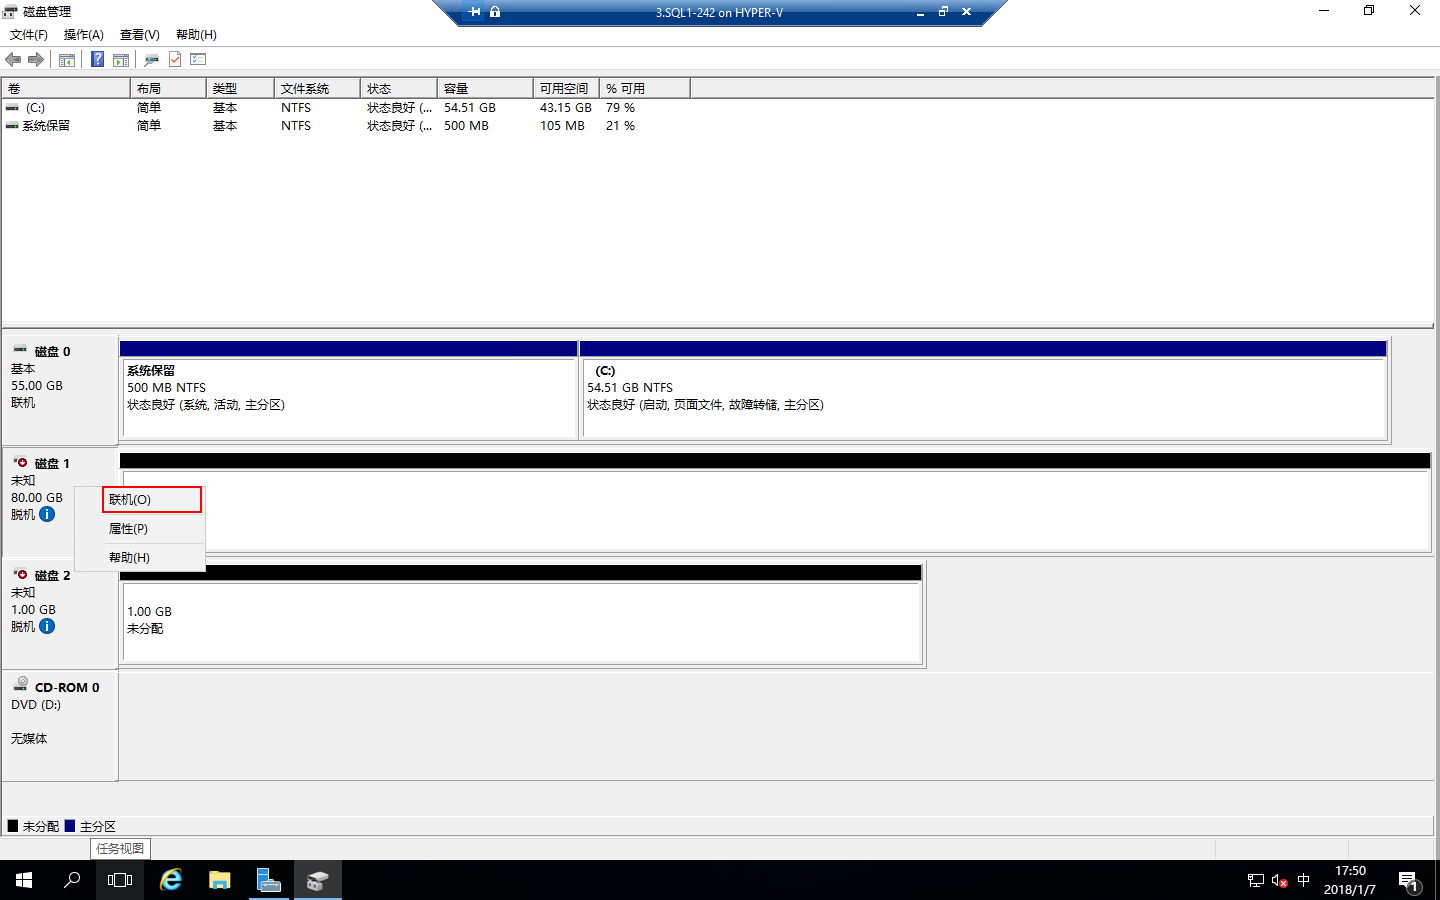 磁盘管理
3.SQL1-242 on HYPER-V
文件(F) 操作(A) 查看(V) 帮助(H)
卷 布局 类型 文件系统 状态 容量 可用空间 % 可用
(C:) 简单 基本 NTFS 状态良好 (... 54.51 GB 43.15 GB 79 %
系统保留 简单 基本 NTFS 状态良好 (... 500 MB 105 MB 21 %
磁盘 0
基本
55.00 GB
联机
系统保留
500 MB NTFS
状态良好 (系统, 活动, 主分区)
(C:)
54.51 GB NTFS
状态良好 (启动, 页面文件, 故障转储, 主分区)
磁盘 1
未知
80.00 GB
脱机
联机(O)
属性(P)
帮助(H)
磁盘 2
未知
1.00 GB
脱机
1.00 GB
未分配
CD-ROM 0
DVD (D:)
无媒体
未分配 主分区
任务视图
中
17:50
2018/1/7
1